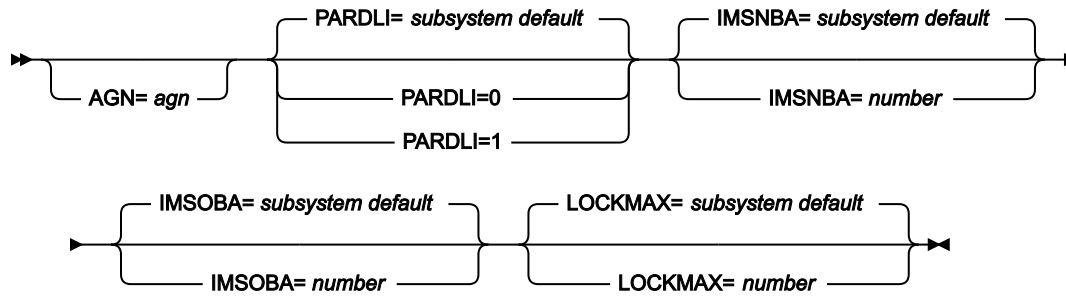 PARDLI= subsystem default
IMSNBA= subsystem default
AGN= agn
PARDLI=0
IMSNBA= number
PARDLI=1
IMSOBA= subsystem default
LOCKMAX= subsystem default
IMSOBA= number
LOCKMAX= number